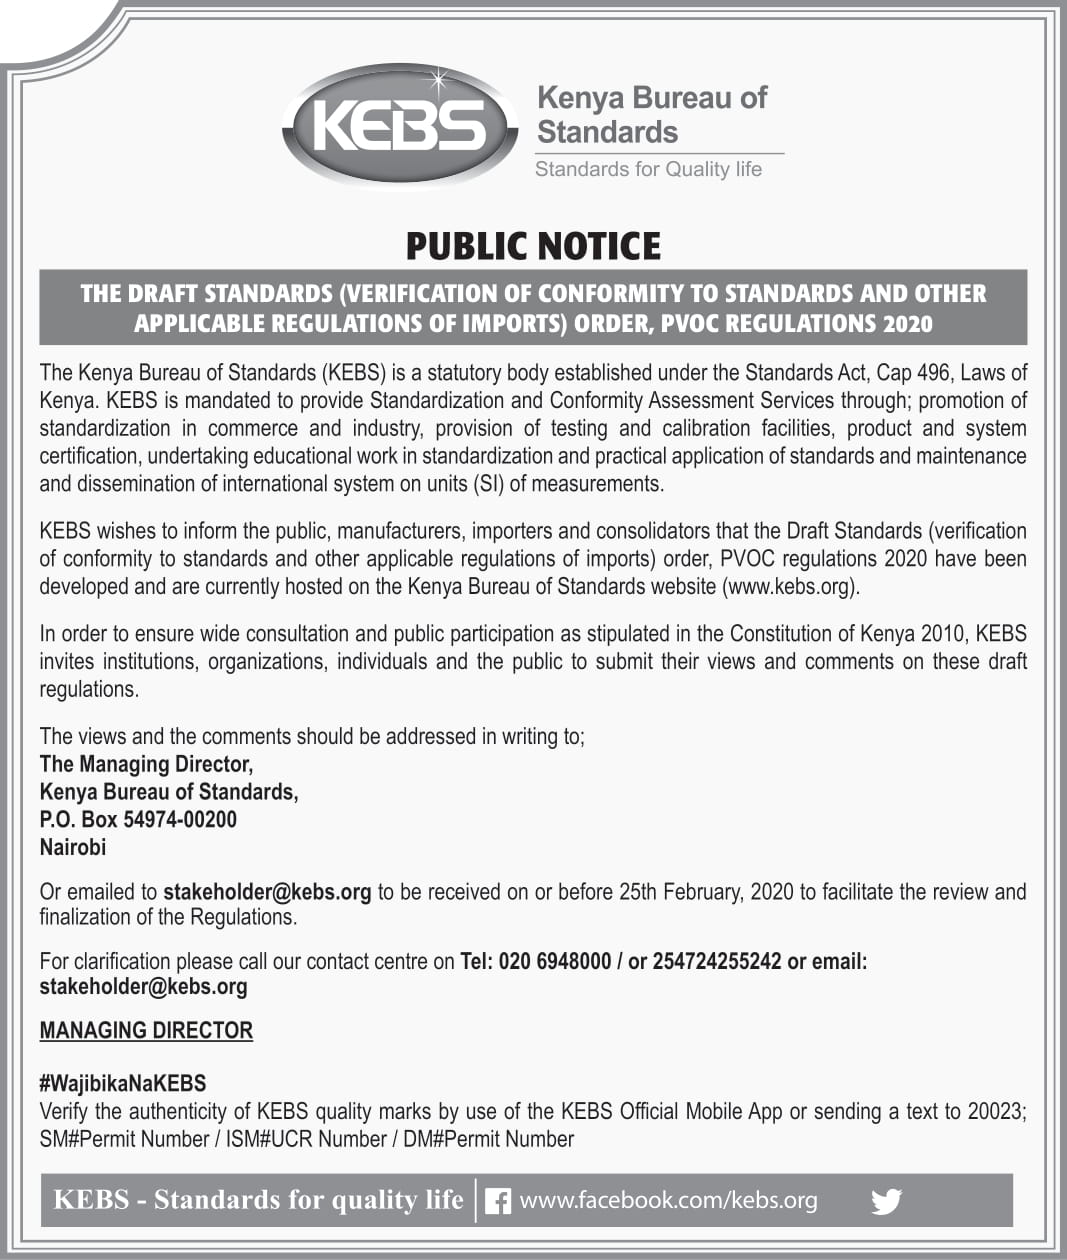 KEBS
Kenya Bureau of
Standards
Standards for Quality life
PUBLIC NOTICE
THE DRAFT STANDARDS (VERIFICATION OF CONFORMITY TO STANDARDS AND OTHER
APPLICABLE REGULATIONS OF IMPORTS) ORDER, PVOC REGULATIONS 2020
The Kenya Bureau of Standards (KEBS) is a statutory body established under the Standards Act, Cap 496, Laws of
Kenya. KEBS is mandated to provide Standardization and Conformity Assessment Services through; promotion of
standardization in commerce and industry, provision of testing and calibration facilities, product and system
certification, undertaking educational work in standardization and practical application of standards and maintenance
and dissemination of international system on units (SI) of measurements.
KEBS wishes to inform the public, manufacturers, importers and consolidators that the Draft Standards (verification
of conformity to standards and other applicable regulations of imports) order, PVOC regulations 2020 have been
developed and are currently hosted on the Kenya Bureau of Standards website (www.kebs.org).
In order to ensure wide consultation and public participation as stipulated in the Constitution of Kenya 2010, KEBS
invites institutions, organizations, individuals and the public to submit their views and comments on these draft
regulations.
The views and the comments should be addressed in writing to;
The Managing Director,
Kenya Bureau of Standards,
P.O. Box 54974-00200
Nairobi
Or emailed to stakeholder@kebs.org to be received on or before 25th February, 2020 to facilitate the review and
finalization of the Regulations.
For clarification please call our contact centre on Tel: 020 6948000 / or 254724255242 or email:
stakeholder@kebs.org
MANAGING DIRECTOR
#WajibikaNaKEBS
Verify the authenticity of KEBS quality marks by use of the KEBS Official Mobile App or sending a text to 20023;
SM#Permit Number / ISM#UCR Number / DM#Permit Number
KEBS - Standards for quality life www.facebook.com/kebs.org